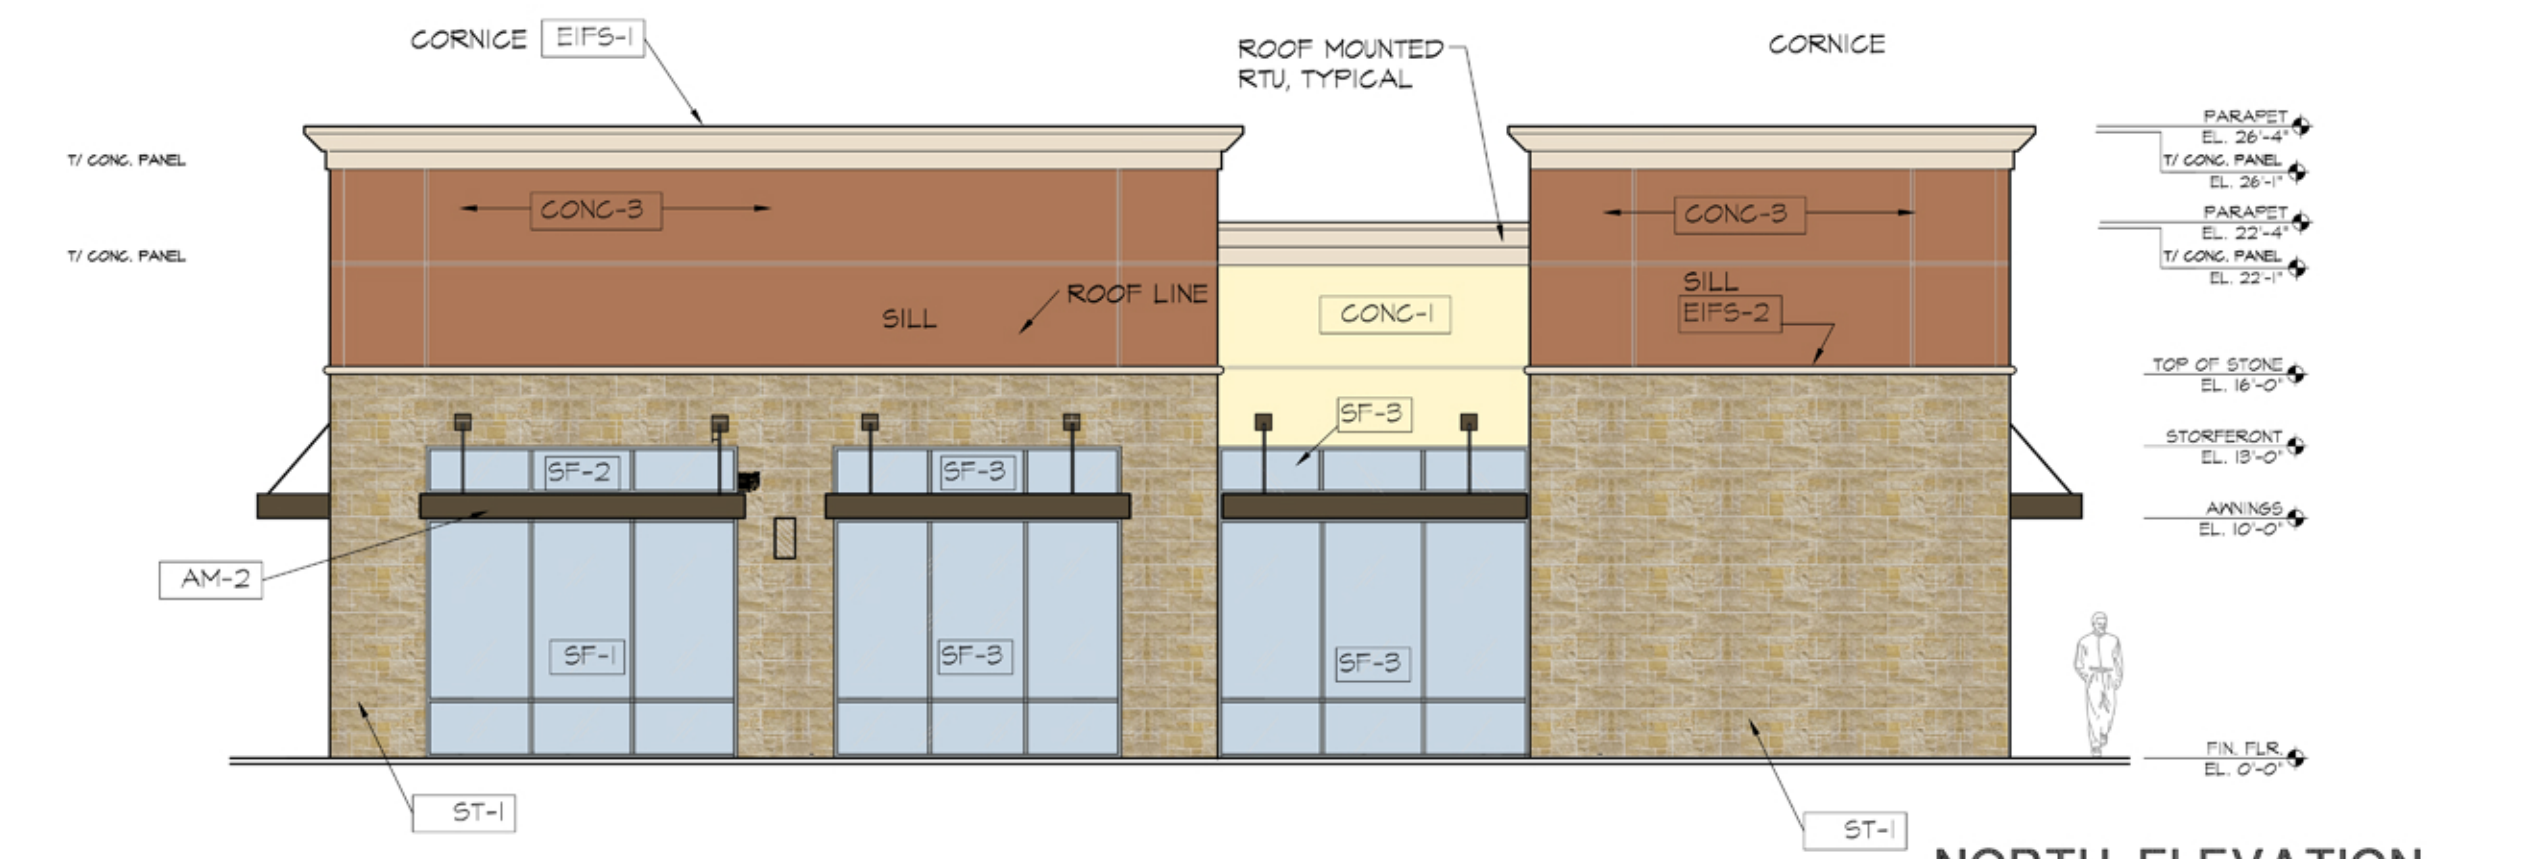 CORNICE EIFS-1
ROOF MOUNTED
RTU, TYPICAL
CORNICE
T/ CONC. PANEL
T/ CONC. PANEL
CONC-3
ROOF LINE
SILL
CONC-1
CONC-3
SILL
EIFS-2
SF-3
SF-2
SF-3
AM-2
SF-1
SF-3
SF-3
ST-1
ST-1
PARAPET
EL. 26'-4"
T/ CONC. PANEL
EL. 26'-1"
PARAPET
EL. 22'-4"
T/ CONC. PANEL
EL. 22'-1"
TOP OF STONE
EL. 16'-0"
STORFERONT
EL. 13'-0"
AWNINGS
EL. 10'-0"
FIN. FLR.
EL. 0'-0"
NORTH ELEVATION